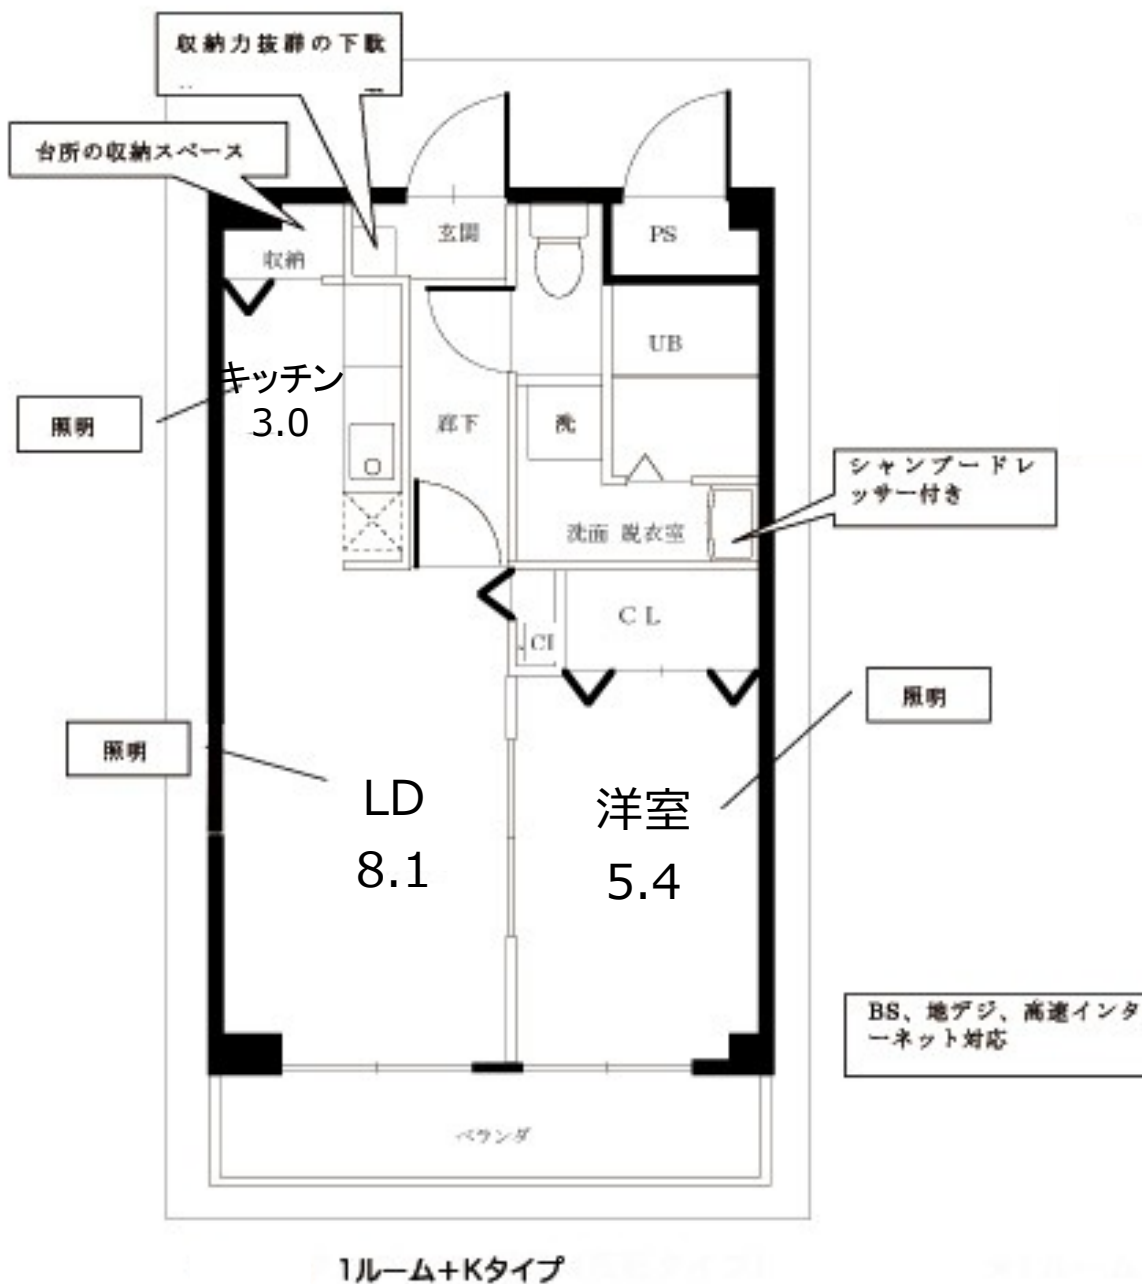 収納力抜群の下駄
台所の収納スペース
玄関
PS
収納
UB
キッチン
3.0
照明
廊下
洗
シャンプードレ
ッサー付き
洗面 脱衣室
CL
CI
照明
照明
LD
8.1
洋室
5.4
BS、地デジ、高速インタ
ーネット対応
ベランダ
1ルーム+Kタイプ